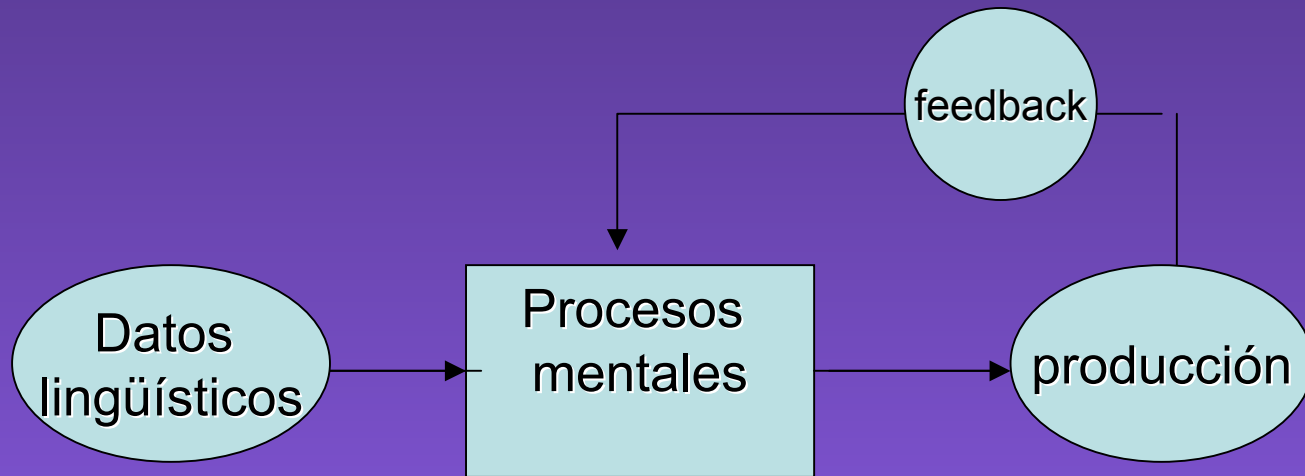 feedback
Datos
lingüísticos
Procesos
mentales
producción